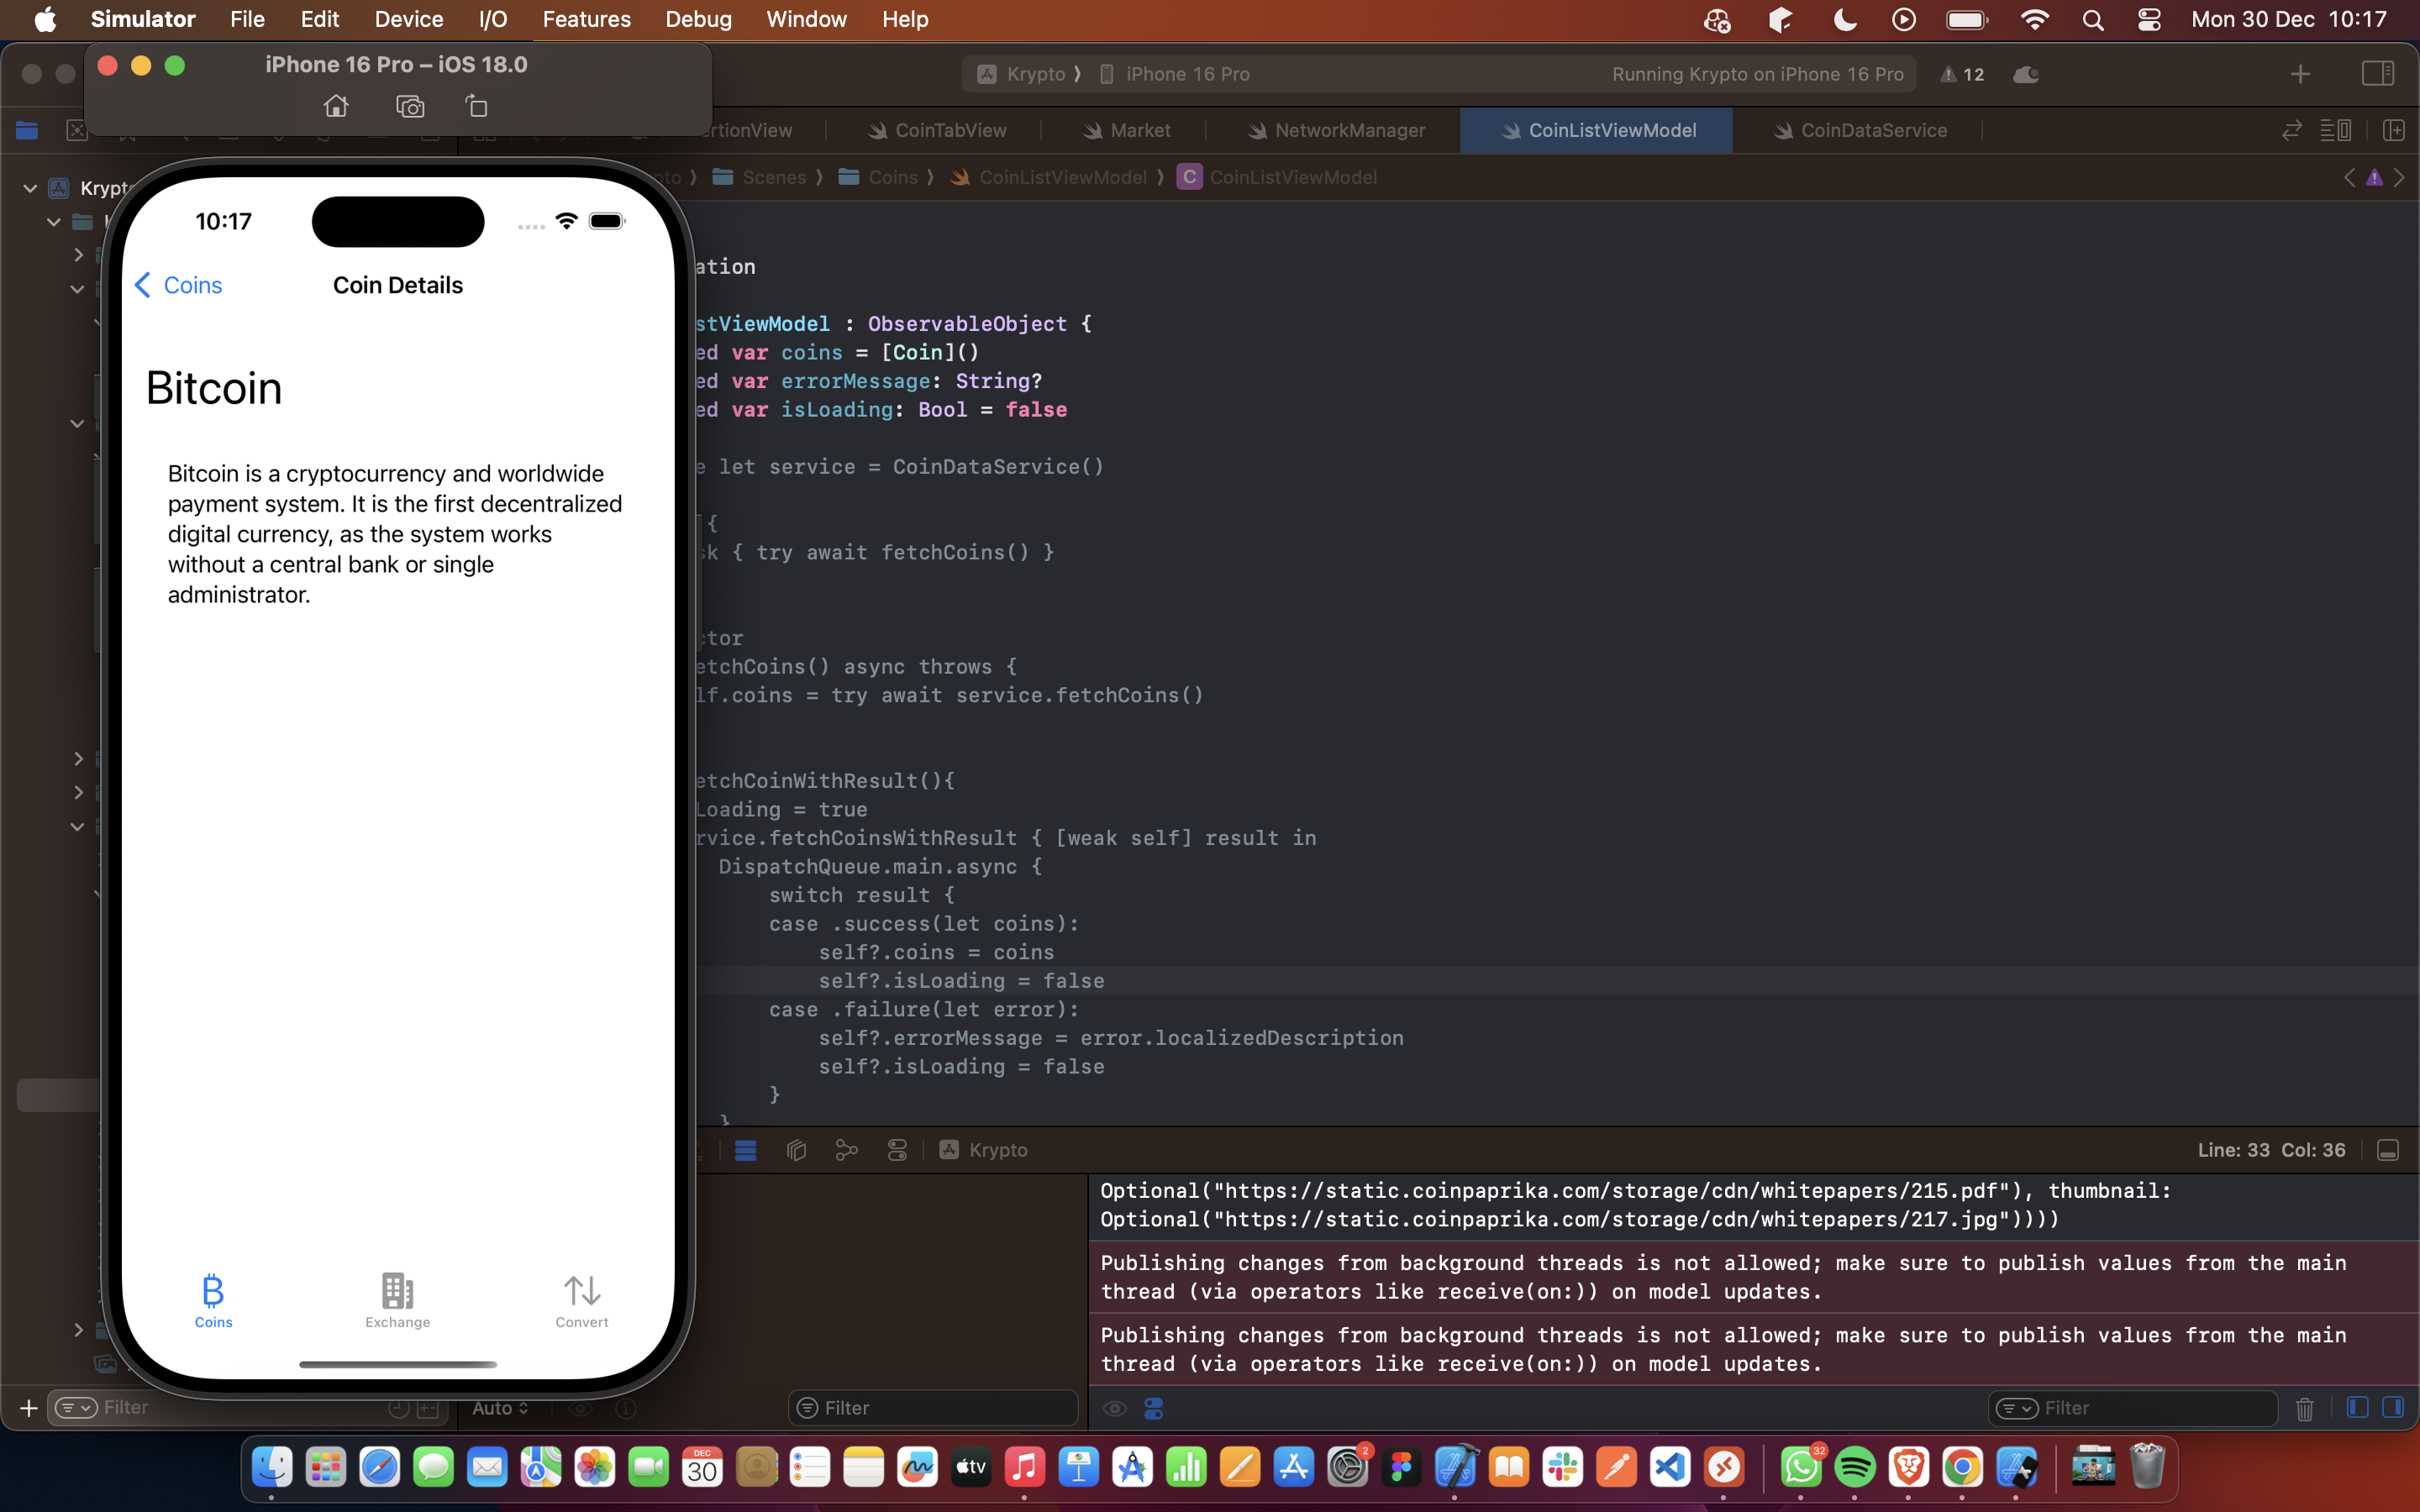 Simulator File Edit Device I/O Features Debug Window Help Mon 30 Dec 10:17
iPhone 16 Pro – iOS 18.0
Krypto ⟩ iPhone 16 Pro Running Krypto on iPhone 16 Pro 12
rtionView CoinTabView Market NetworkManager CoinListViewModel CoinDataService
Scenes ⟩ Coins ⟩ CoinListViewModel ⟩ C CoinListViewModel
10:17
Coins Coin Details
Bitcoin
Bitcoin is a cryptocurrency and worldwide
payment system. It is the first decentralized
digital currency, as the system works
without a central bank or single
administrator.
Coins Exchange Convert
ation
stViewModel : ObservableObject {
ed var coins = [Coin]()
ed var errorMessage: String?
ed var isLoading: Bool = false
e let service = CoinDataService()
{
sk { try await fetchCoins() }
ctor
etchCoins() async throws {
lf.coins = try await service.fetchCoins()
etchCoinWithResult(){
Loading = true
rvice.fetchCoinsWithResult { [weak self] result in
DispatchQueue.main.async {
switch result {
case .success(let coins):
self?.coins = coins
self?.isLoading = false
case .failure(let error):
self?.errorMessage = error.localizedDescription
self?.isLoading = false
}
}
Krypto Line: 33 Col: 36
Optional("https://static.coinpaprika.com/storage/cdn/whitepapers/215.pdf"), thumbnail:
Optional("https://static.coinpaprika.com/storage/cdn/whitepapers/217.jpg"))))
Publishing changes from background threads is not allowed; make sure to publish values from the main
thread (via operators like receive(on:)) on model updates.
Publishing changes from background threads is not allowed; make sure to publish values from the main
thread (via operators like receive(on:)) on model updates.
Filter Auto Filter Filter
DEC
30
tv
2
32